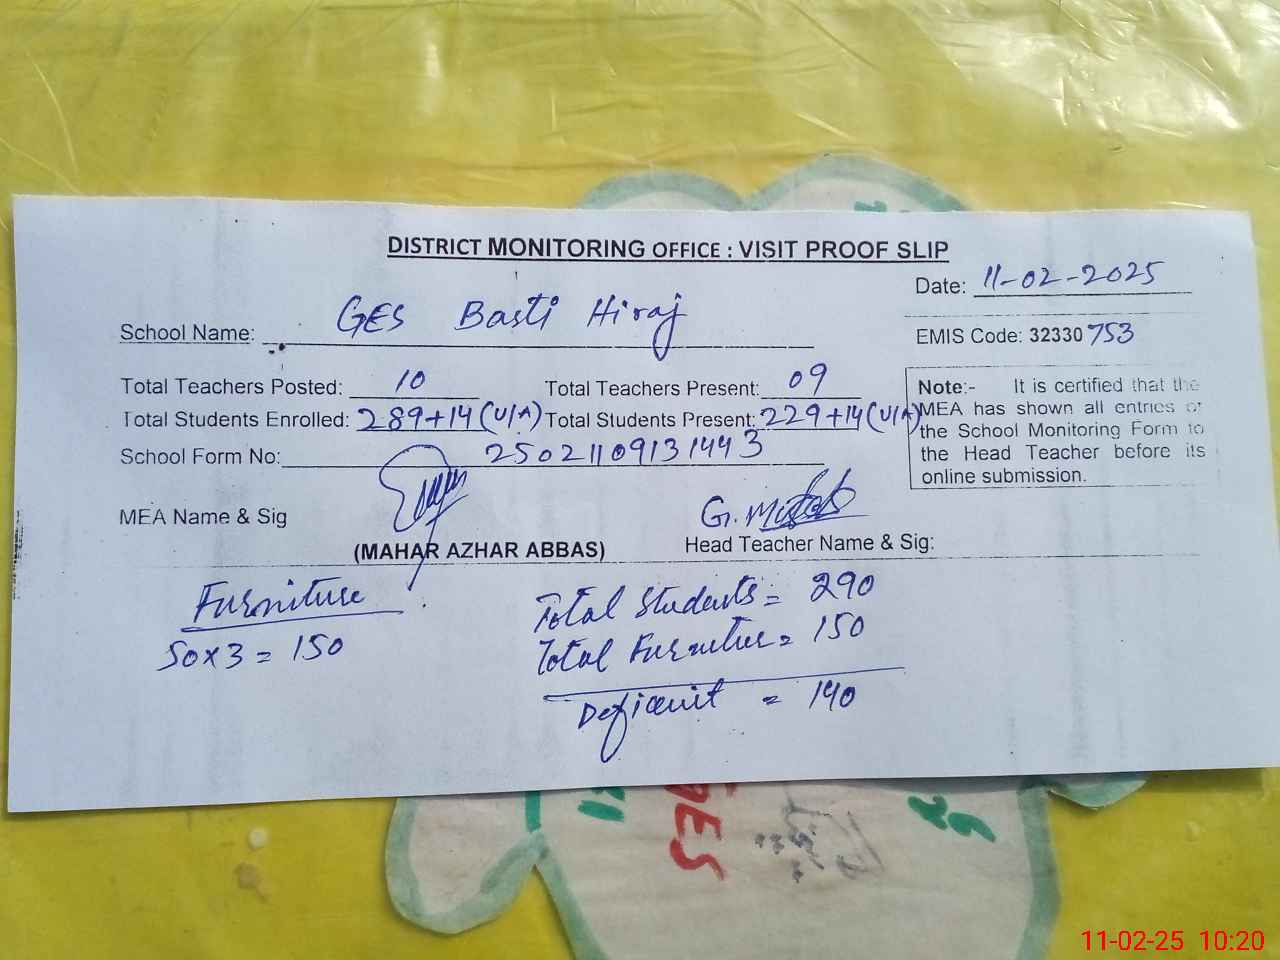 DISTRICT MONITORING OFFICE : VISIT PROOF SLIP
Date: 11-02-2025
School Name: GES Basti Hiraj
EMIS Code: 32330753
Total Teachers Posted: 10 Total Teachers Present: 09
Total Students Enrolled: 289+14(U/A) Total Students Present: 229+14(U/A)
School Form No: 25021109131443
Note:- It is certified that the
MEA has shown all entries of
the School Monitoring Form to
the Head Teacher before its
online submission.
MEA Name & Sig
(MAHAR AZHAR ABBAS)
G.
Head Teacher Name & Sig:
Furniture
50x3 = 150
Total Students = 290
Total Furniture = 150
Deficit = 140
GES
11-02-25 10:20